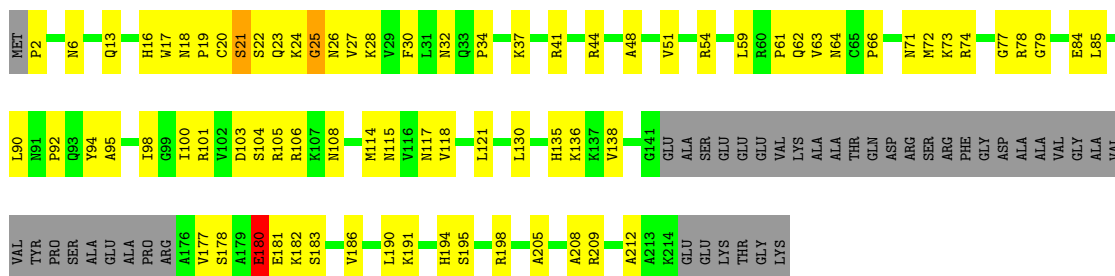 MET P2 N6 Q13 H16 W17 N18 P19 C20 S21 S22 Q23 K24 G25 N26 V27 K28 V29 F30 L31 N32 Q33 P34 K37 R41 R44 A48 V51 R54 L59 R60 P61 Q62 V63 N64 C65 P66 N71 M72 K73 R74 G77 R78 G79 E84 L85
L90 N91 P92 Q93 Y94 A95 I98 G99 I100 R101 V102 D103 S104 R105 R106 K107 N108 M114 N115 V116 N117 V118 L121 L130 H135 K136 K137 V138 G141 GLU ALA SER GLU GLU GLU VAL LYS ALA ALA THR GLN ASP ARG SER ARG PHE GLY ASP ALA ALA VAL GLY ALA VAL
VAL TYR PRO SER ALA GLU ALA PRO ARG A176 V177 S178 A179 E180 E181 K182 S183 V186 L190 K191 H194 S195 R198 A205 A208 R209 A212 A213 K214 GLU GLU LYS THR GLY LYS